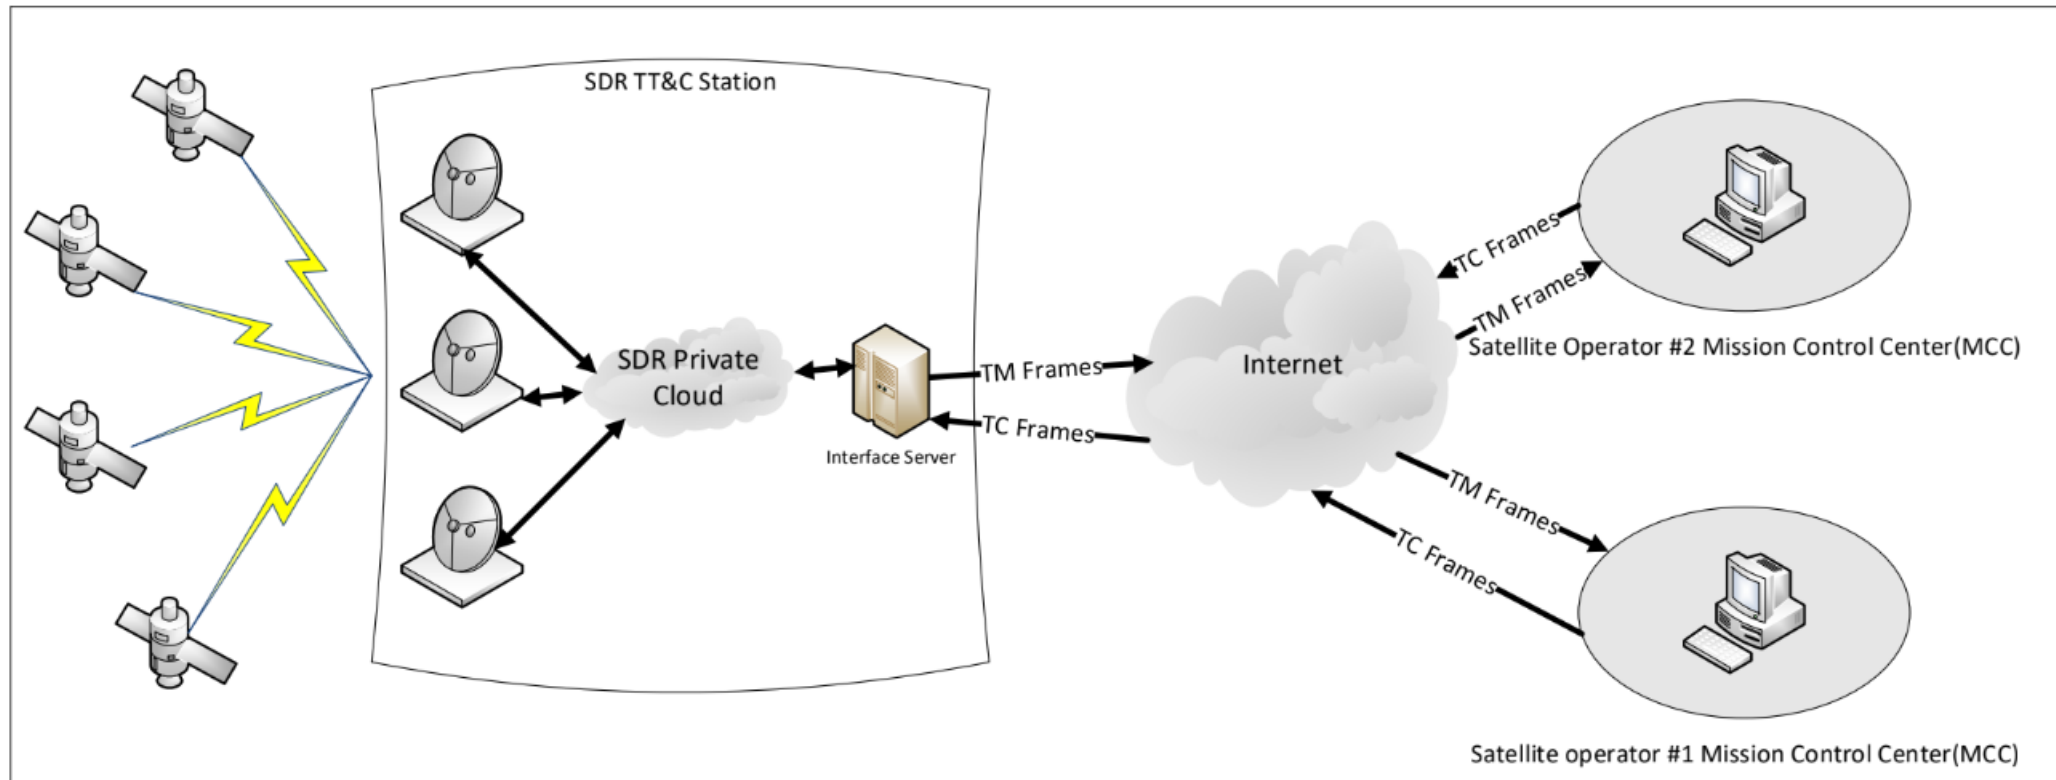 SDR TT&C Station
SDR Private
Cloud
Interface Server
TM Frames
TC Frames
Internet
TC Frames
TM Frames
Satellite Operator #2 Mission Control Center(MCC)
TM Frames
TC Frames
Satellite operator #1 Mission Control Center(MCC)